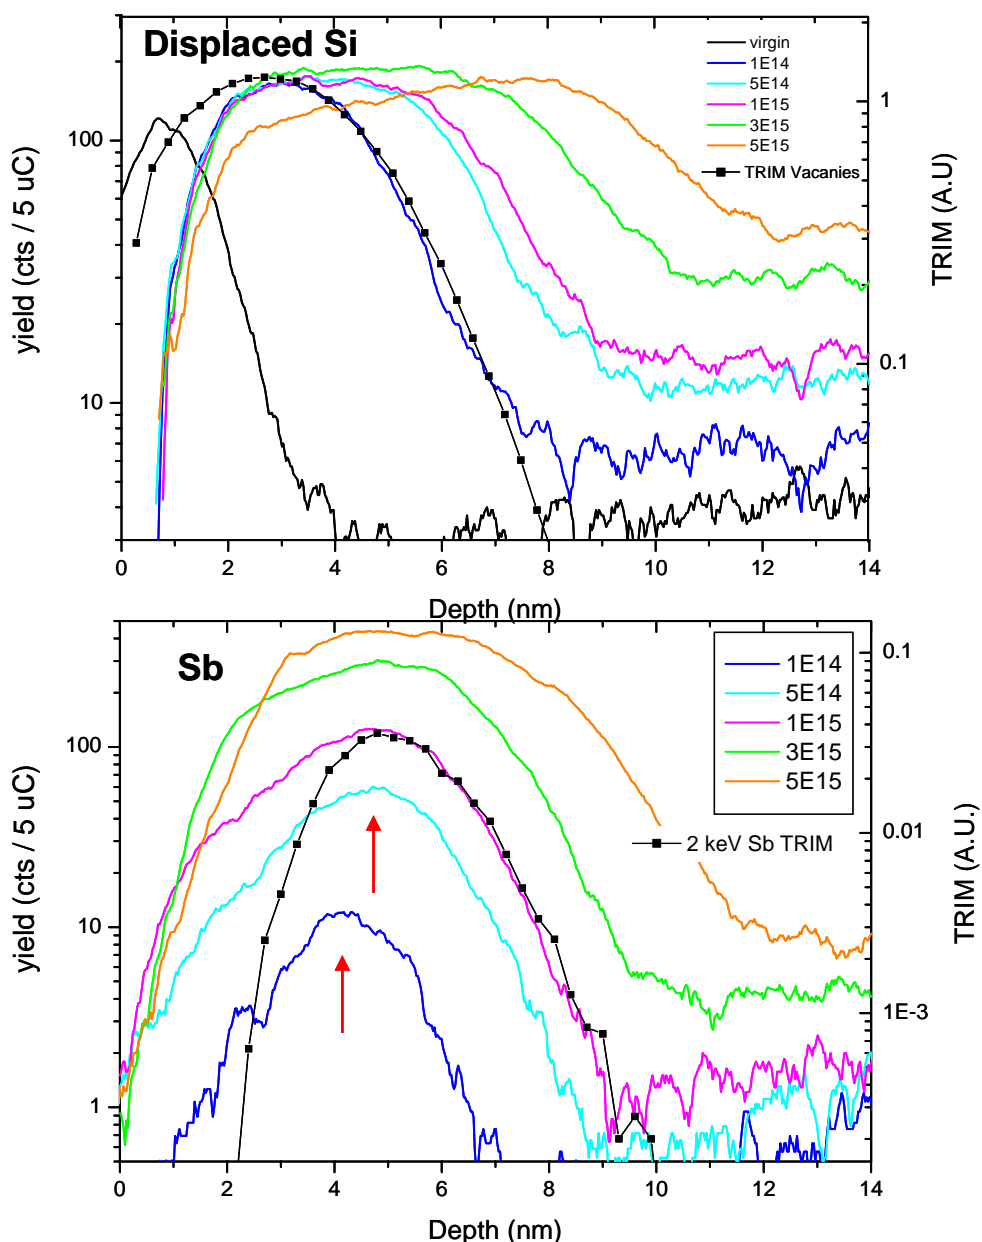 Displaced Si
virgin
1E14
5E14
1E15
3E15
5E15
TRIM Vacanies
100
10
yield (cts / 5 uC)
1
0.1
TRIM (A.U)
0 2 4 6 8 10 12 14
Depth (nm)
Sb
1E14
5E14
1E15
3E15
5E15
2 keV Sb TRIM
100
10
1
yield (cts / 5 uC)
0.1
0.01
1E-3
TRIM (A.U.)
0 2 4 6 8 10 12 14
Depth (nm)